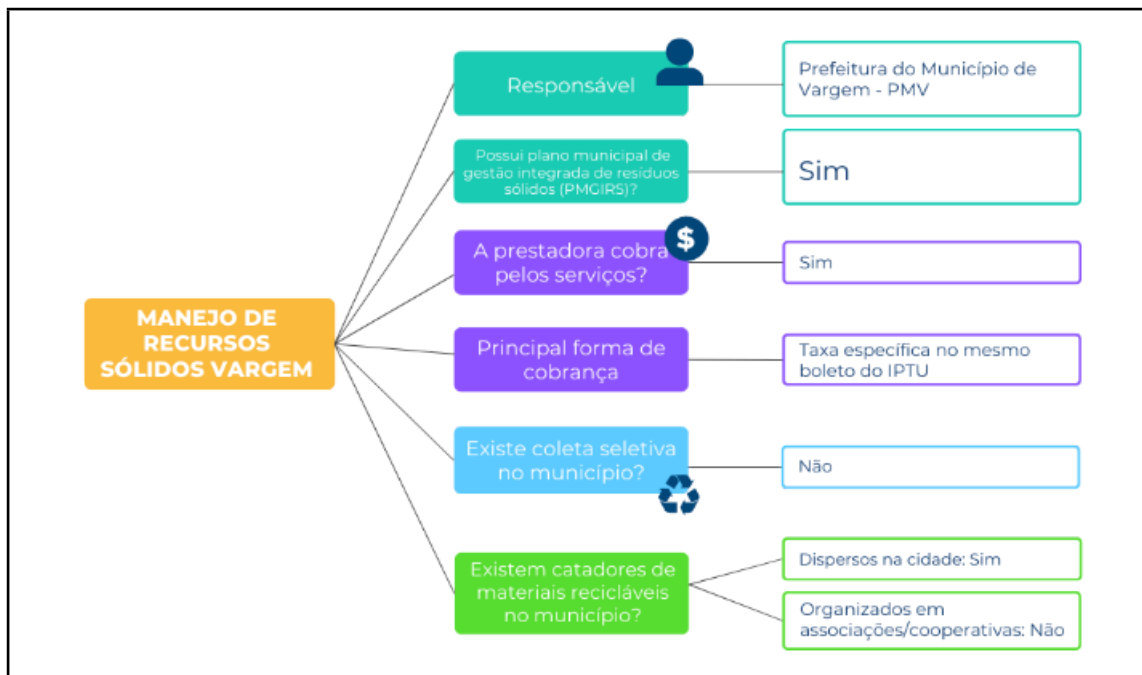 MANEJO DE
RECURSOS
SÓLIDOS VARGEM
Responsável
Prefeitura do Município de
Vargem - PMV
Possui plano municipal de
gestão integrada de resíduos
sólidos (PMGIRS)?
Sim
$
A prestadora cobra
pelos serviços?
Sim
Principal forma de
cobrança
Taxa específica no mesmo
boleto do IPTU
Existe coleta seletiva
no município?
Não
Existem catadores de
materiais recicláveis
no município?
Dispersos na cidade: Sim
Organizados em
associações/cooperativas: Não